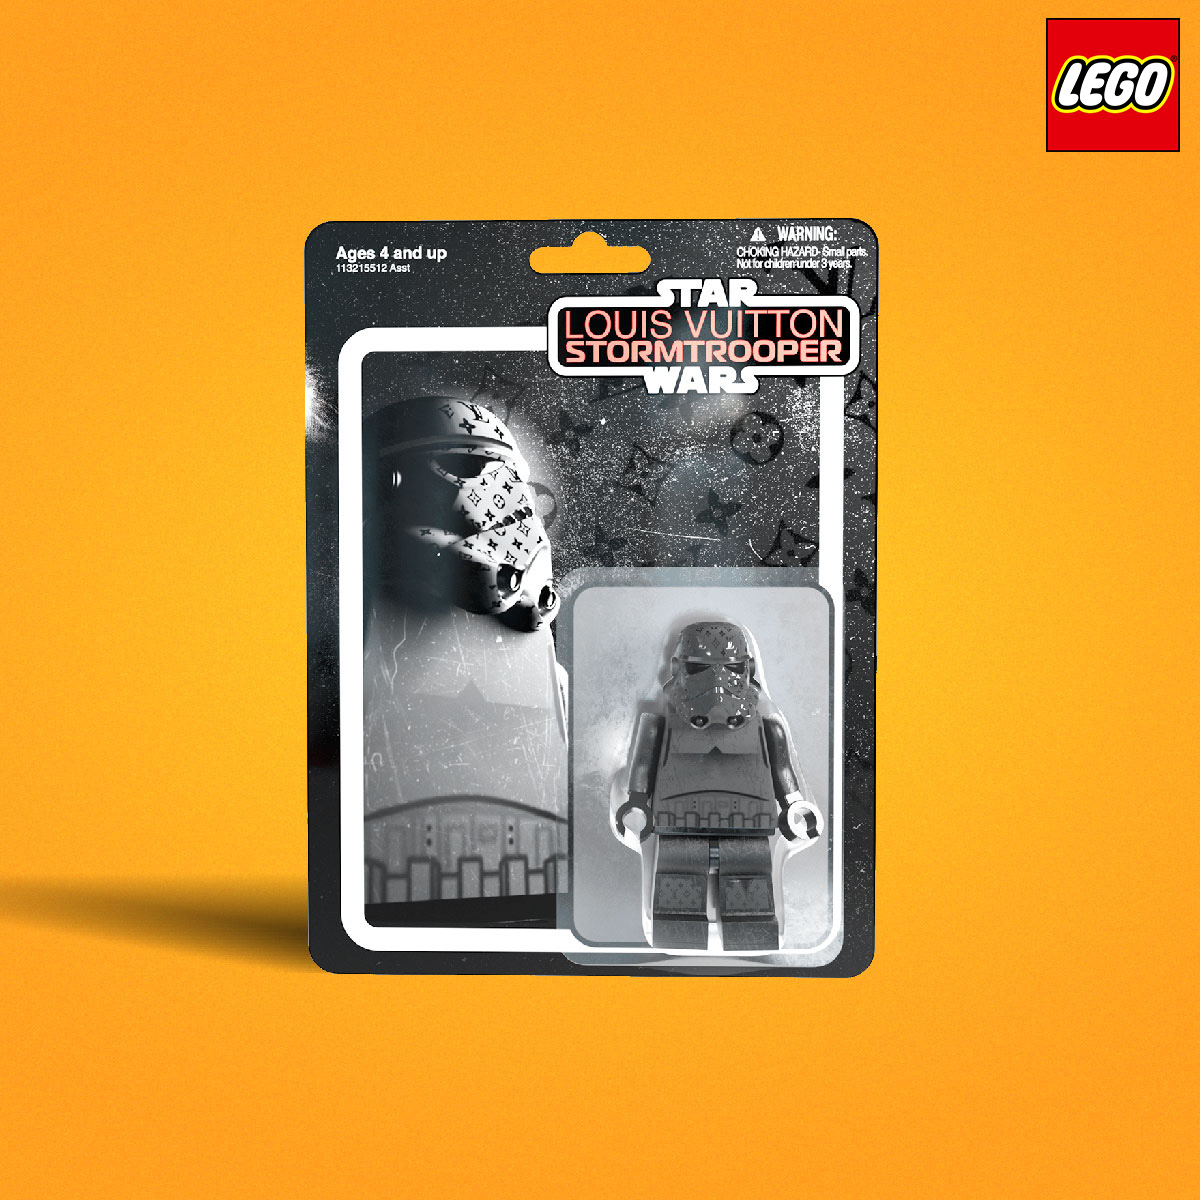 LEGO
Ages 4 and up
113215512 Asst
WARNING:
CHOKING HAZARD- Small parts.
Not for children under 3 years.
STAR
LOUIS VUITTON
STORMTROOPER
WARS